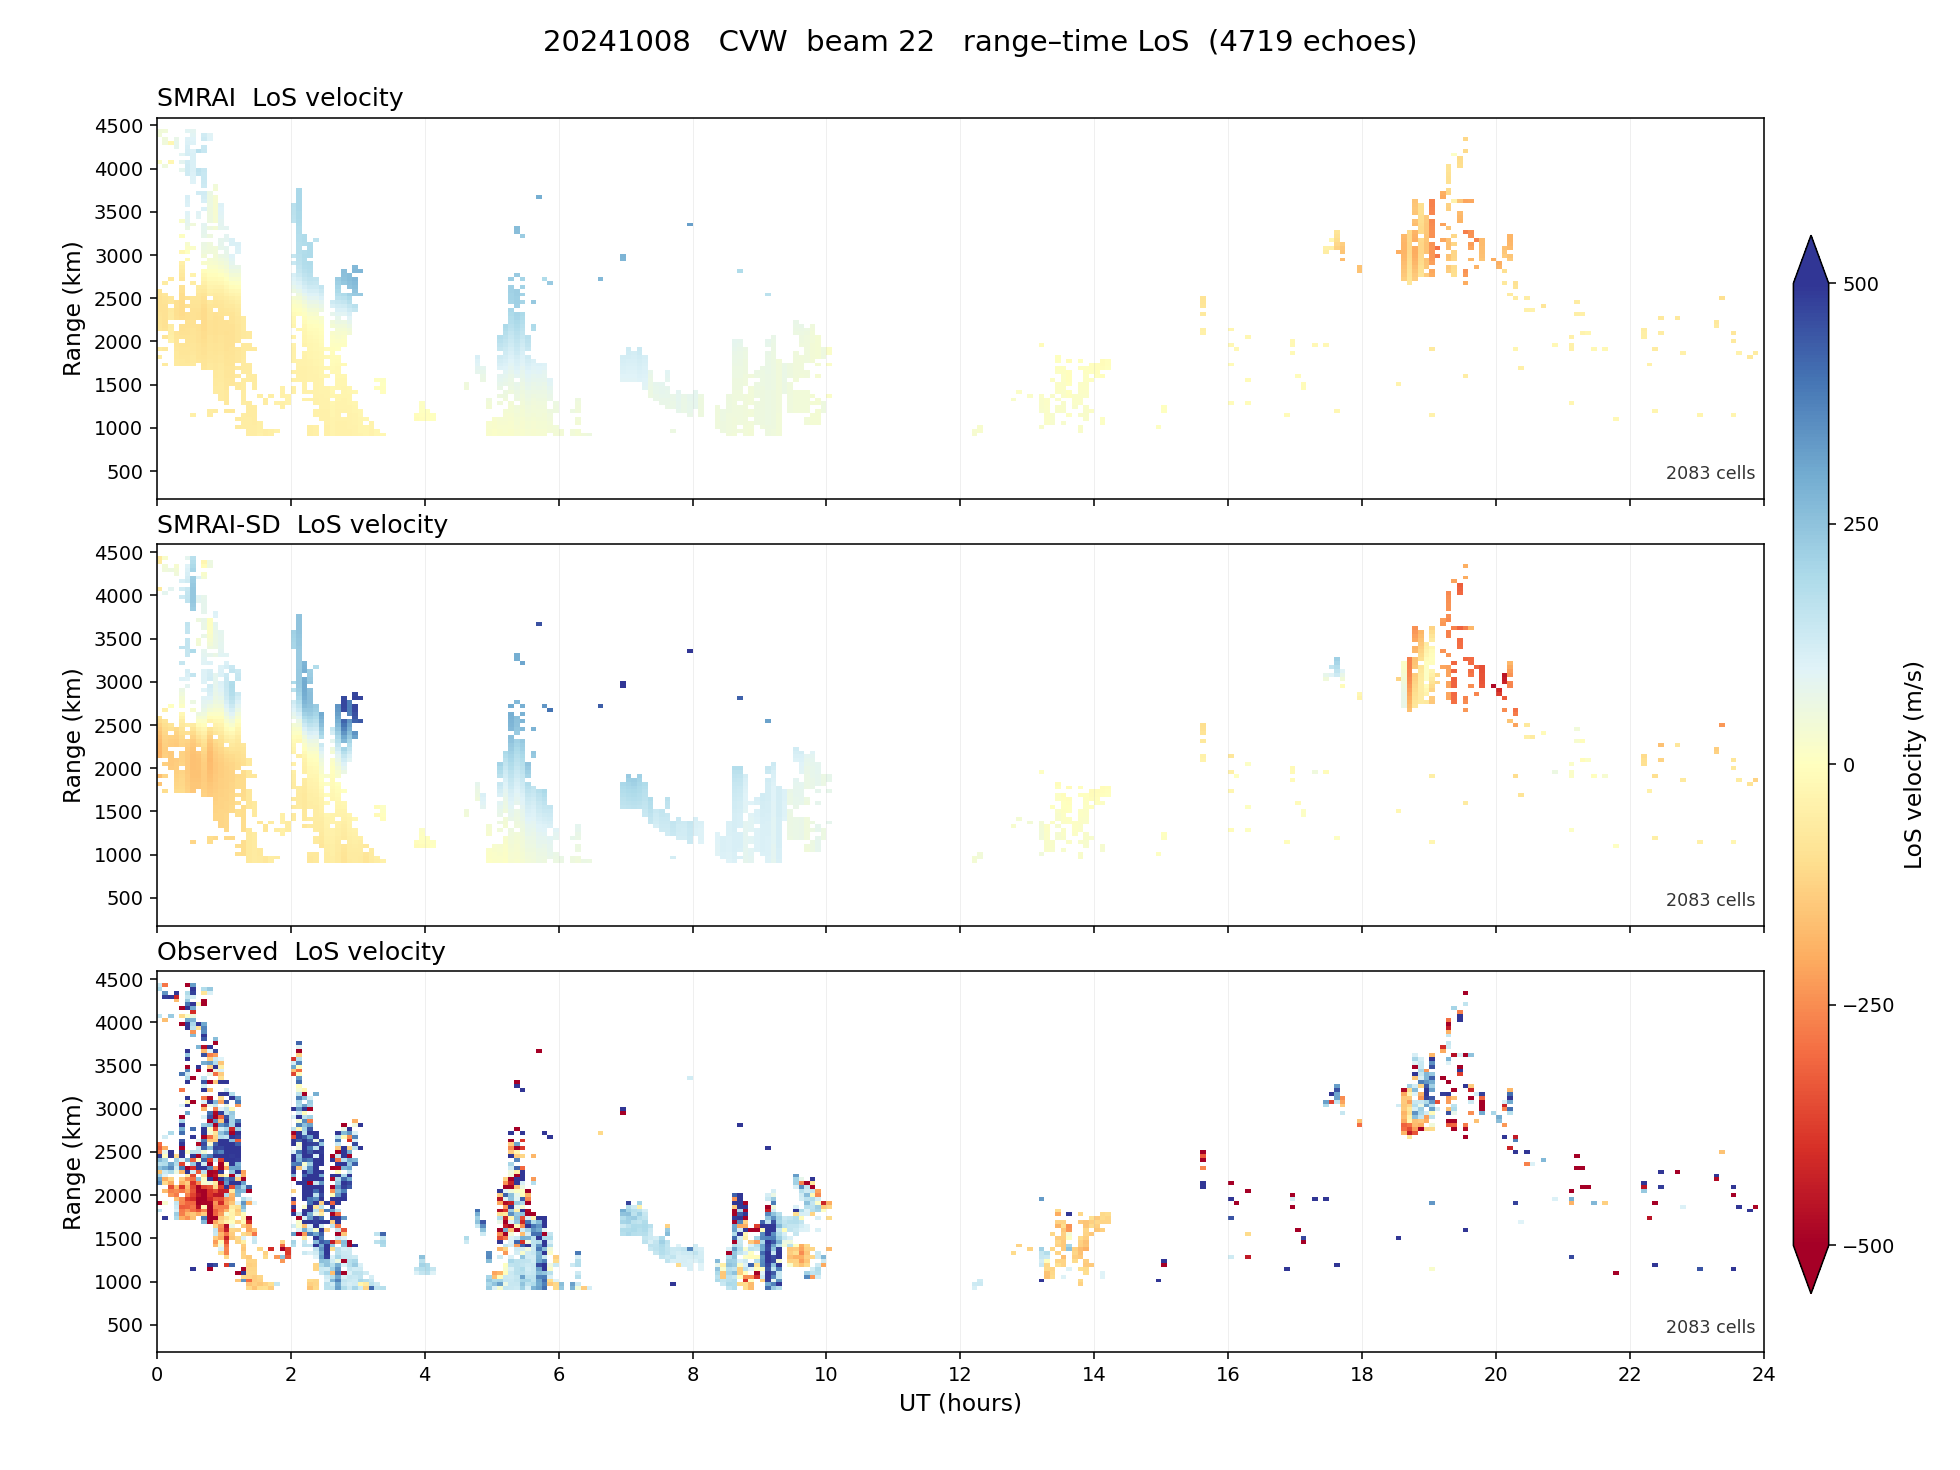 20241008   CVW  beam 22   range–time LoS  (4719 echoes)
SMRAI  LoS velocity
4500
4000
3500
3000
2500
2000
1500
1000
500
Range (km)
2083 cells
SMRAI-SD  LoS velocity
4500
4000
3500
3000
2500
2000
1500
1000
500
Range (km)
2083 cells
Observed  LoS velocity
4500
4000
3500
3000
2500
2000
1500
1000
500
Range (km)
2083 cells
0 2 4 6 8 10 12 14 16 18 20 22 24
UT (hours)
500
250
0
−250
−500
LoS velocity (m/s)